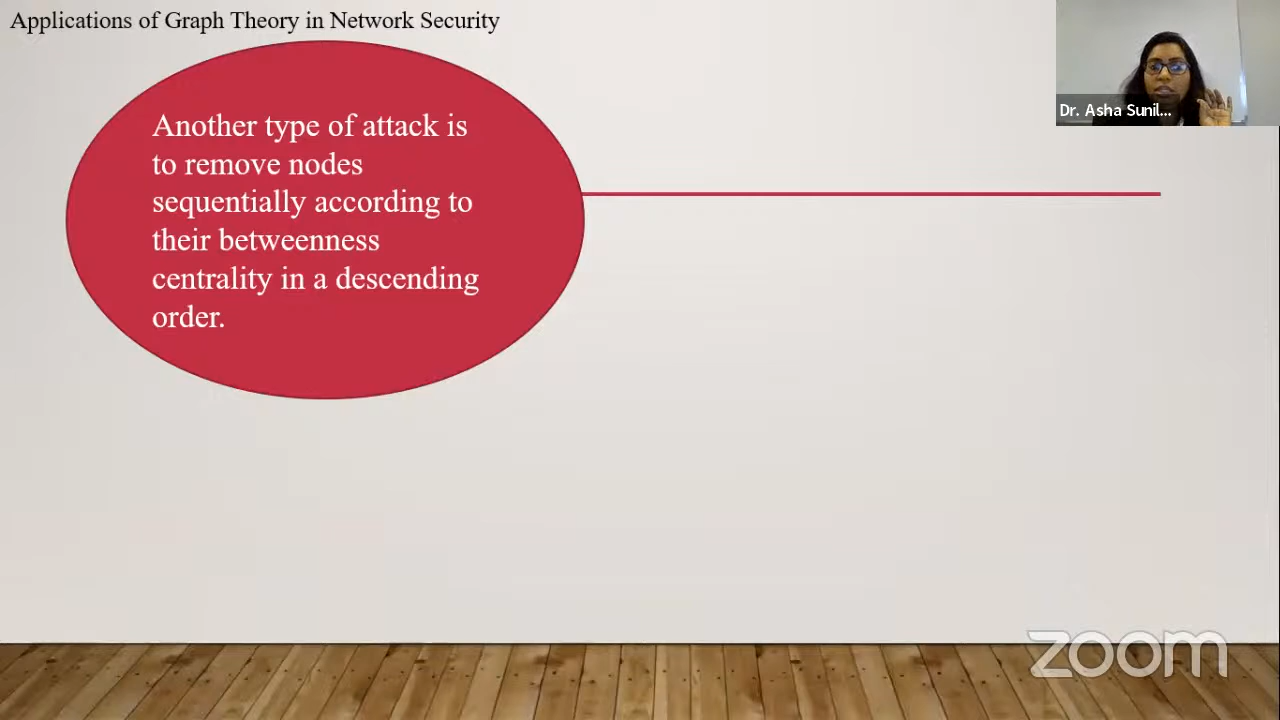 Applications of Graph Theory in Network Security
Another type of attack is
to remove nodes
sequentially according to
their betweenness
centrality in a descending
order.
Dr. Asha Sunil...
zoom